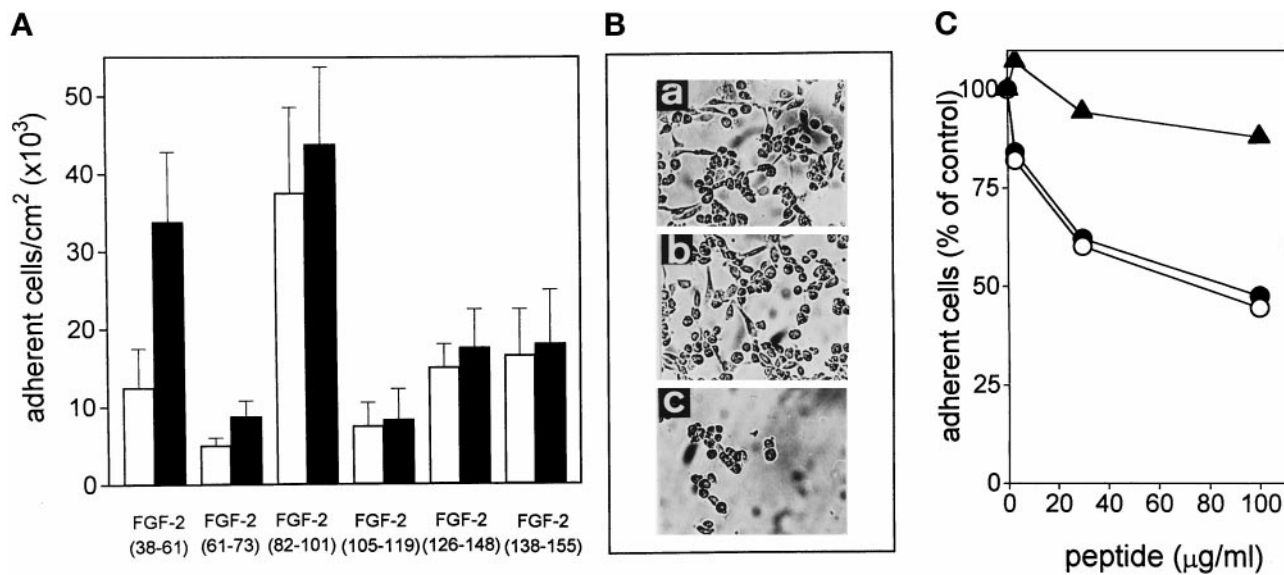 A
B
C
adherent cells/cm² (x10³)
50
40
30
20
10
0
FGF-2 FGF-2 FGF-2 FGF-2 FGF-2 FGF-2
(38-61) (61-73) (82-101) (105-119) (126-148) (138-155)
a
b
c
adherent cells (% of control)
100
75
50
25
0
0 20 40 60 80 100
peptide (μg/ml)